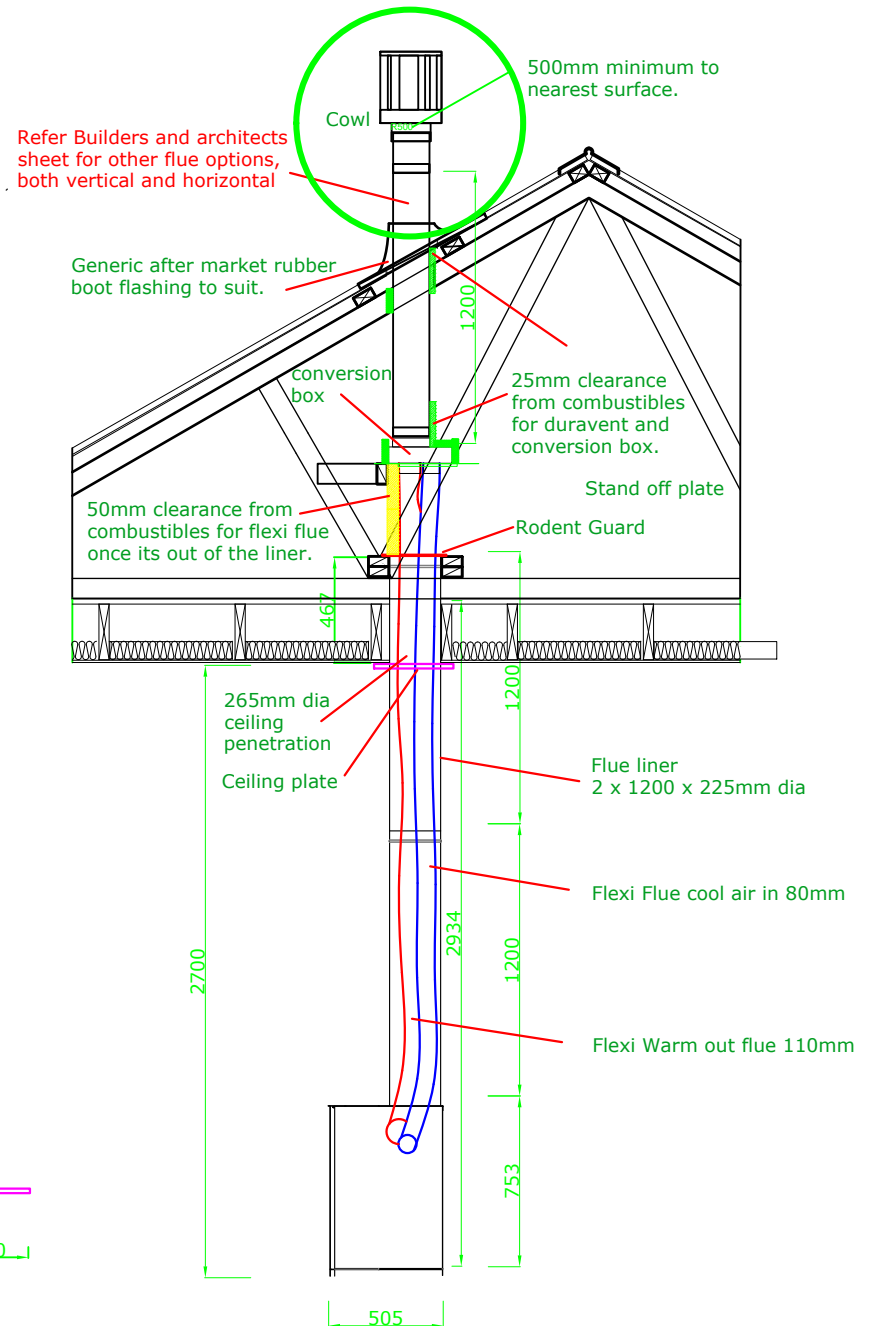 500mm minimum to
nearest surface.
Cowl
R500
Refer Builders and architects
sheet for other flue options,
both vertical and horizontal
Generic after market rubber
boot flashing to suit.
1200
conversion
box
25mm clearance
from combustibles
for duravent and
conversion box.
Stand off plate
50mm clearance from
combustibles for flexi flue
once its out of the liner.
Rodent Guard
467
1200
265mm dia
ceiling
penetration
Ceiling plate
Flue liner
2 x 1200 x 225mm dia
Flexi Flue cool air in 80mm
2934
2700
1200
Flexi Warm out flue 110mm
753
505